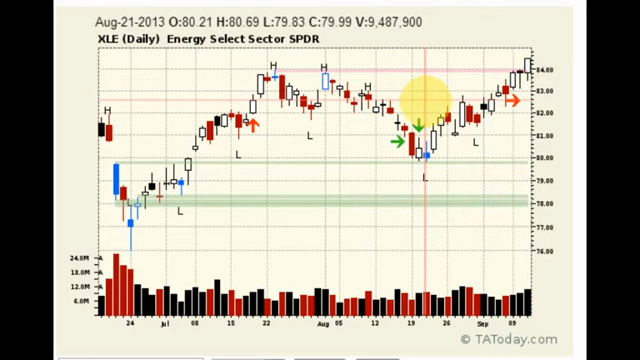 Aug-21-2013 O:80.21 H:80.69 L:79.83 C:79.99 V:9,487,900
XLE (Daily) Energy Select Sector SPDR
H
H
H
H
L
L
L
L
L
L
84.00
83.00
82.00
81.00
80.00
79.00
78.00
77.00
76.00
24.0M
18.0M
12.0M
6.0M
24 Jul 08 15 22 Aug 05 12 19 26 Sep 09
© TAToday.com